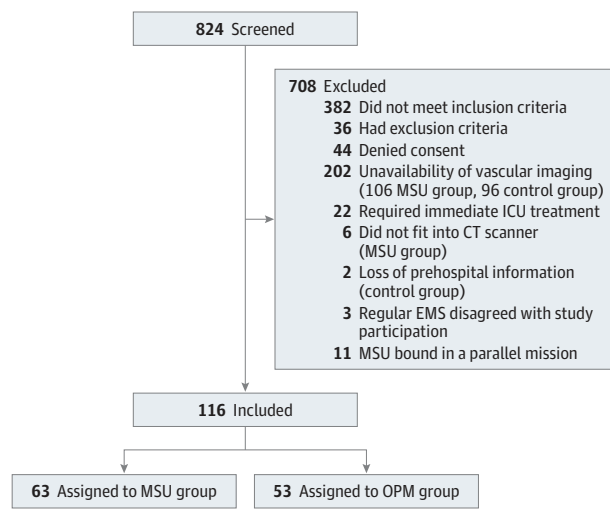 824 Screened
708 Excluded
382 Did not meet inclusion criteria
36 Had exclusion criteria
44 Denied consent
202 Unavailability of vascular imaging
(106 MSU group, 96 control group)
22 Required immediate ICU treatment
6 Did not fit into CT scanner
(MSU group)
2 Loss of prehospital information
(control group)
3 Regular EMS disagreed with study
participation
11 MSU bound in a parallel mission
116 Included
63 Assigned to MSU group
53 Assigned to OPM group